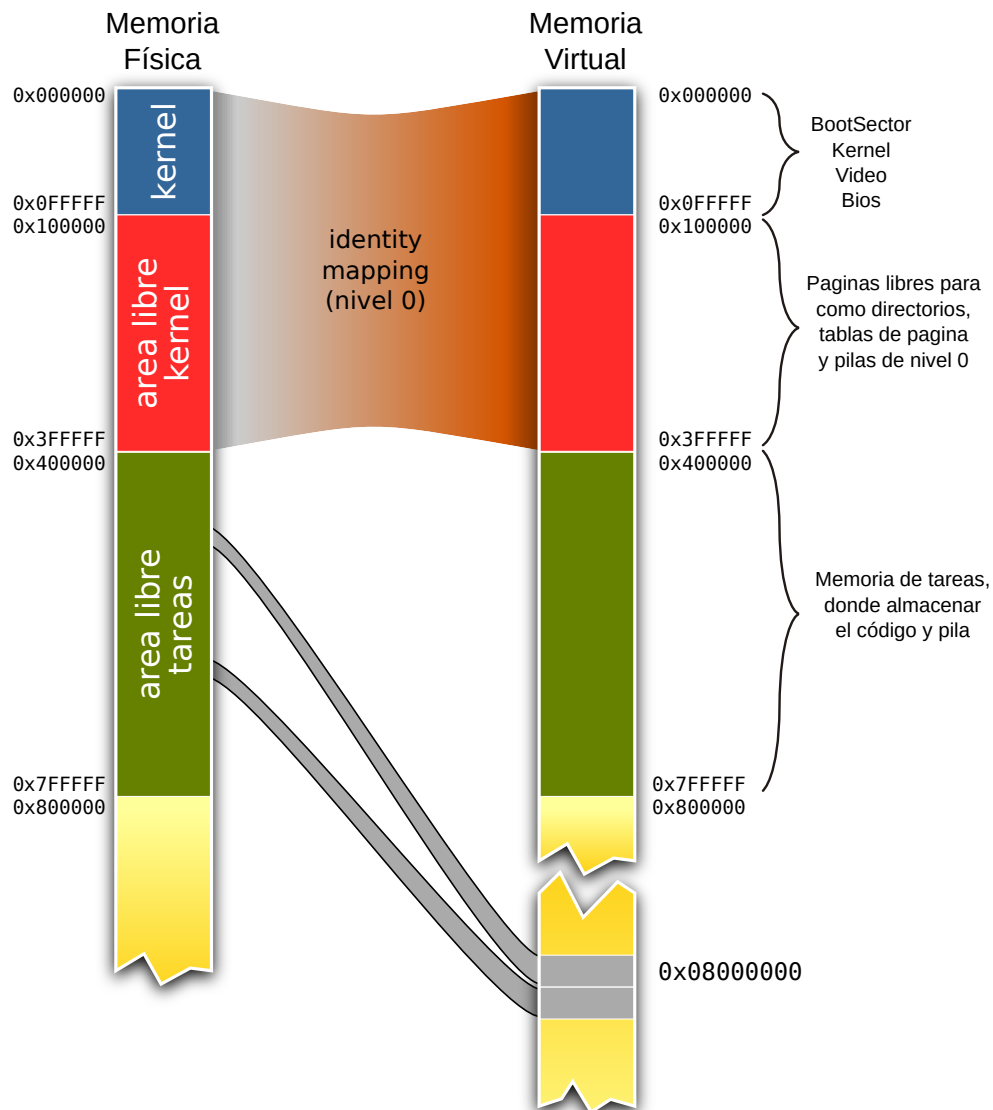 Memoria
Física
Memoria
Virtual
0x000000
kernel
0x0FFFFF
0x100000
area libre
kernel
0x3FFFFF
0x400000
area libre
tareas
0x7FFFFF
0x800000
identity
mapping
(nivel 0)
0x000000
0x0FFFFF
0x100000
0x3FFFFF
0x400000
0x7FFFFF
0x800000
0x08000000
BootSector
Kernel
Video
Bios
Paginas libres para
como directorios,
tablas de pagina
y pilas de nivel 0
Memoria de tareas,
donde almacenar
el código y pila